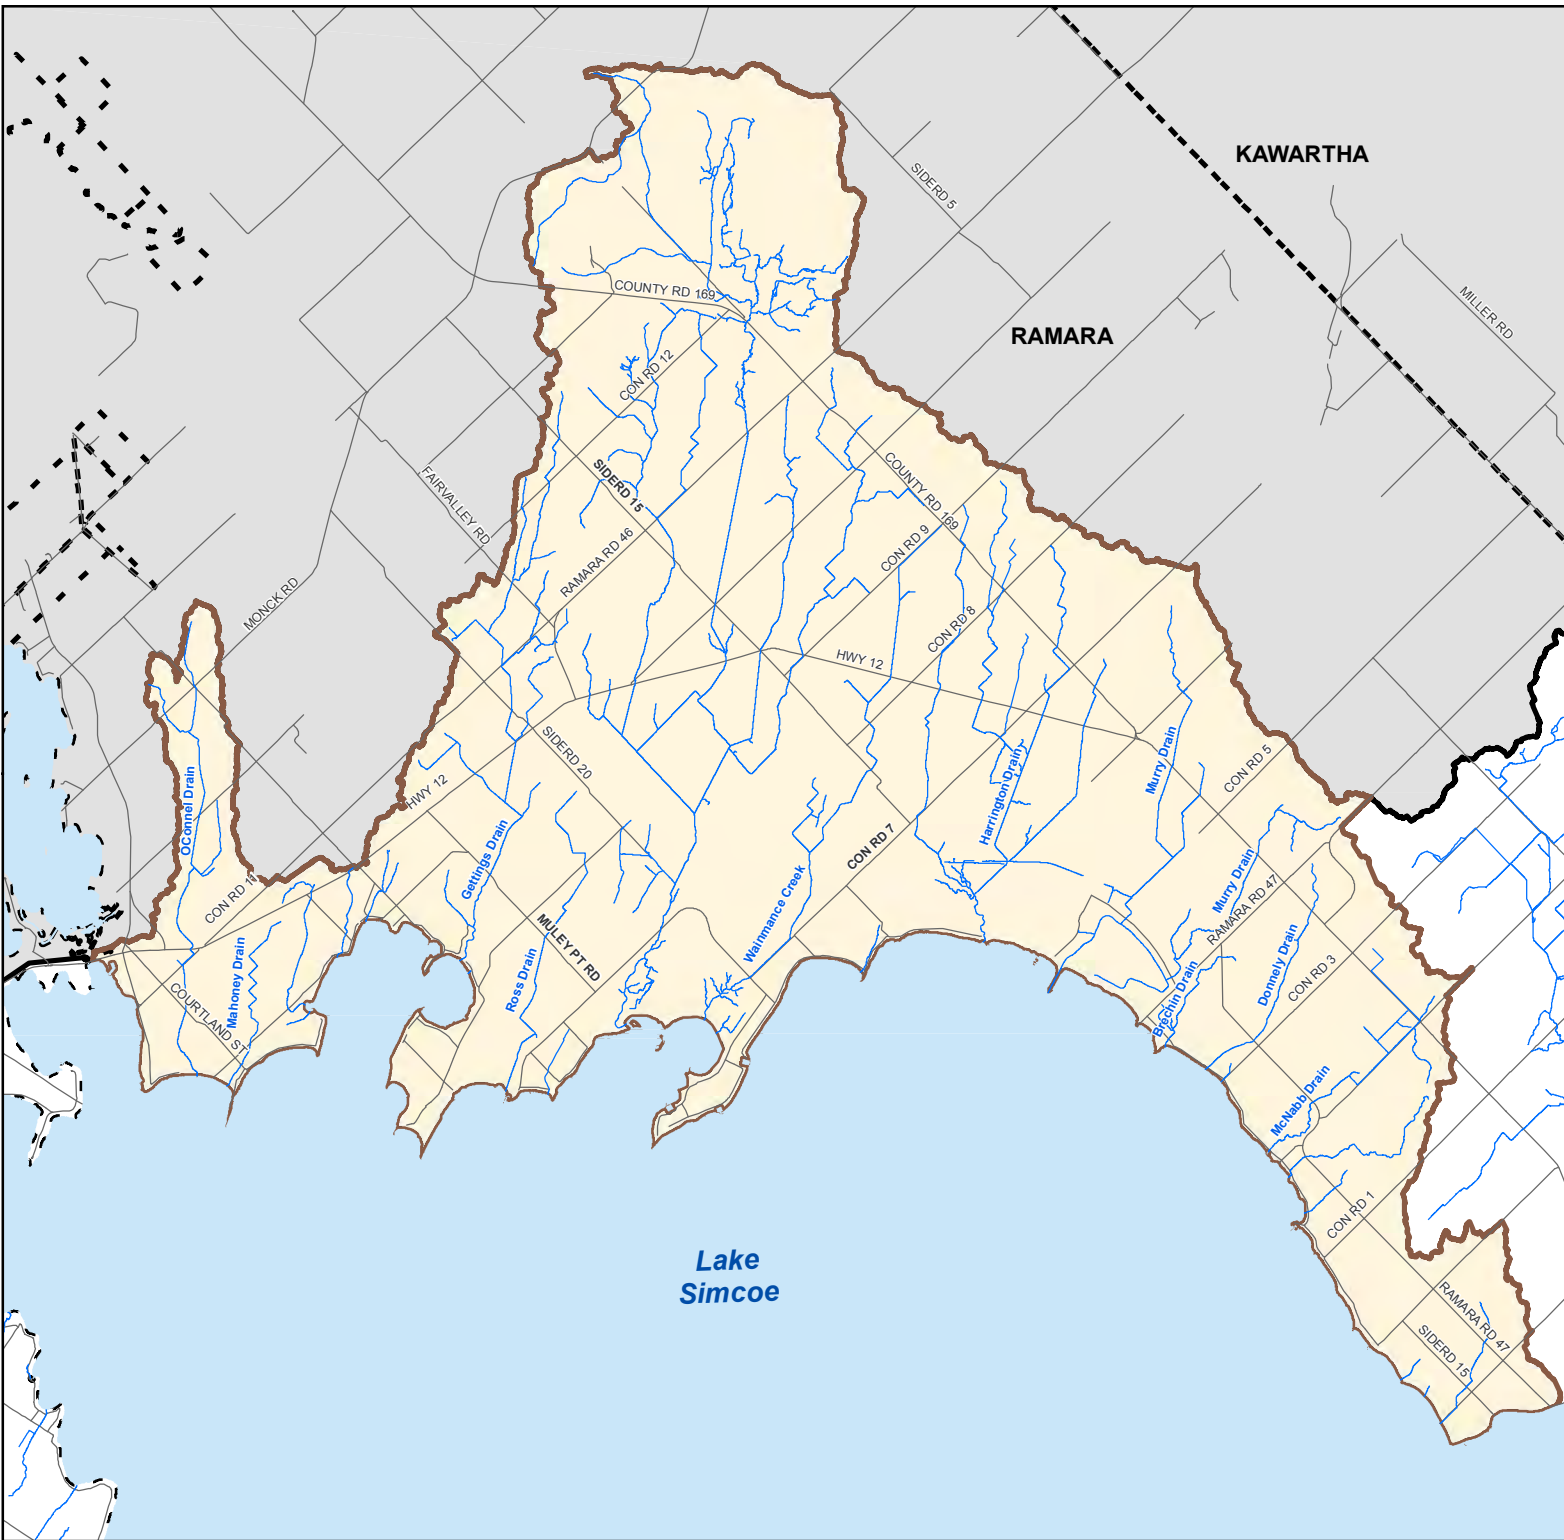 KAWARTHA
SIDERD 5
COUNTY RD 169
MILLER RD
RAMARA
CON RD 12
SIDERD 15
COUNTY RD 169
FAIRVALLEY RD
RAMARA RD 46
CON RD 9
MONCK RD
CON RD 8
HWY 12
SIDERD 20
Murry Drain
CON RD 5
HWY 12
OConnel Drain
Harrington Drain
Gettings Drain
CON RD 7
CON RD 11
Murry Drain
RAMARA RD 47
Wainmance Creek
MULEY PT RD
Mahoney Drain
Ross Drain
Donnely Drain
CON RD 3
COURTLAND ST
Brechin Drain
McNabb Drain
CON RD 1
Lake
Simcoe
RAMARA RD 47
SIDERD 15